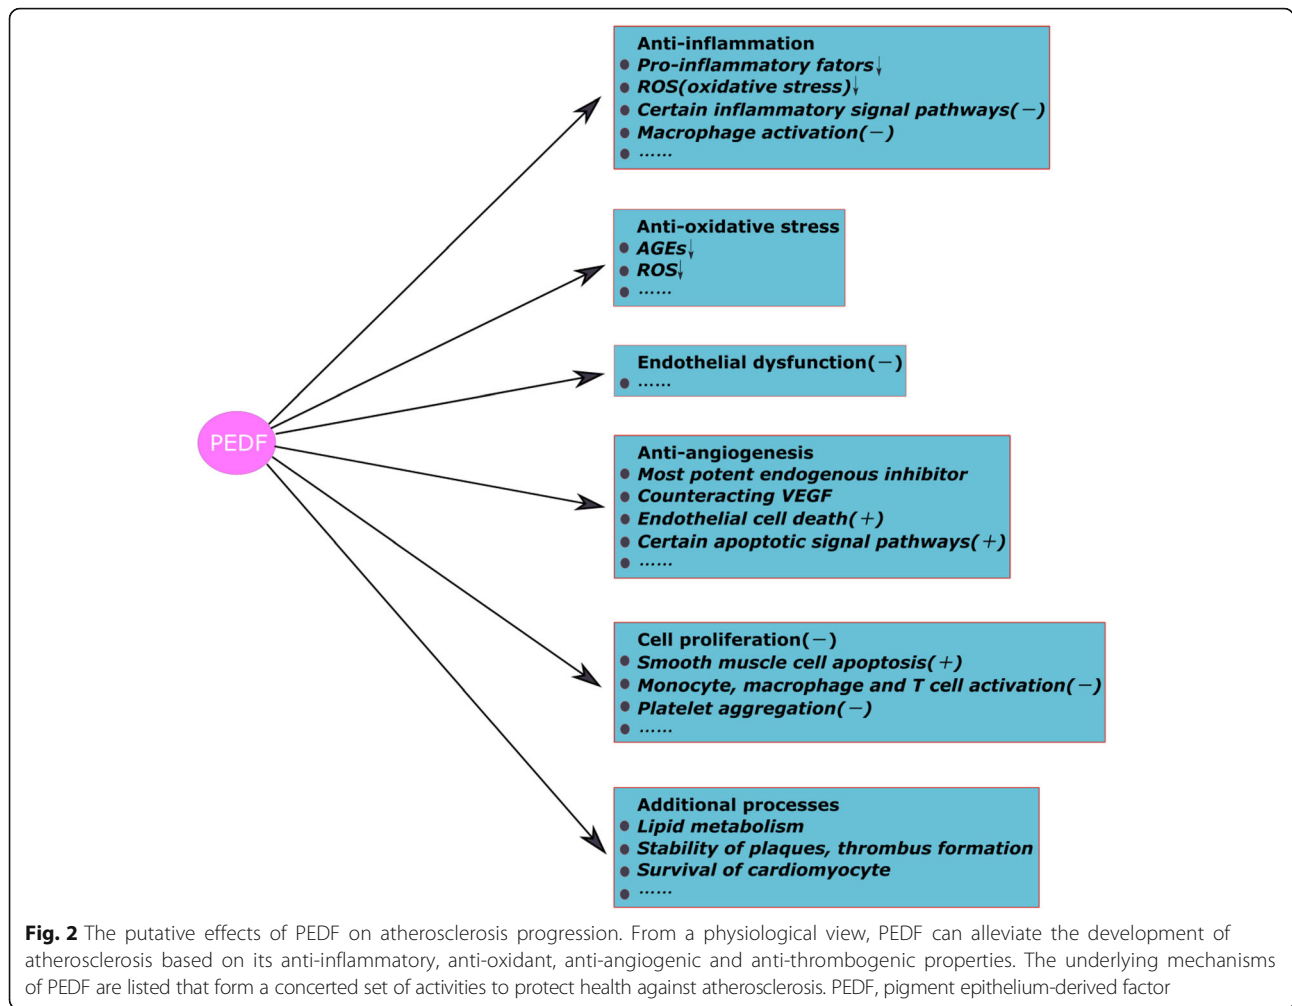 Anti-inflammation
● Pro-inflammatory fators↓
● ROS(oxidative stress)↓
● Certain inflammatory signal pathways(−)
● Macrophage activation(−)
● ......
Anti-oxidative stress
● AGEs↓
● ROS↓
● ......
Endothelial dysfunction(−)
● ......
PEDF
Anti-angiogenesis
● Most potent endogenous inhibitor
● Counteracting VEGF
● Endothelial cell death(+)
● Certain apoptotic signal pathways(+)
● ......
Cell proliferation(−)
● Smooth muscle cell apoptosis(+)
● Monocyte, macrophage and T cell activation(−)
● Platelet aggregation(−)
● ......
Additional processes
● Lipid metabolism
● Stability of plaques, thrombus formation
● Survival of cardiomyocyte
● ......
Fig. 2 The putative effects of PEDF on atherosclerosis progression. From a physiological view, PEDF can alleviate the development of
atherosclerosis based on its anti-inflammatory, anti-oxidant, anti-angiogenic and anti-thrombogenic properties. The underlying mechanisms
of PEDF are listed that form a concerted set of activities to protect health against atherosclerosis. PEDF, pigment epithelium-derived factor